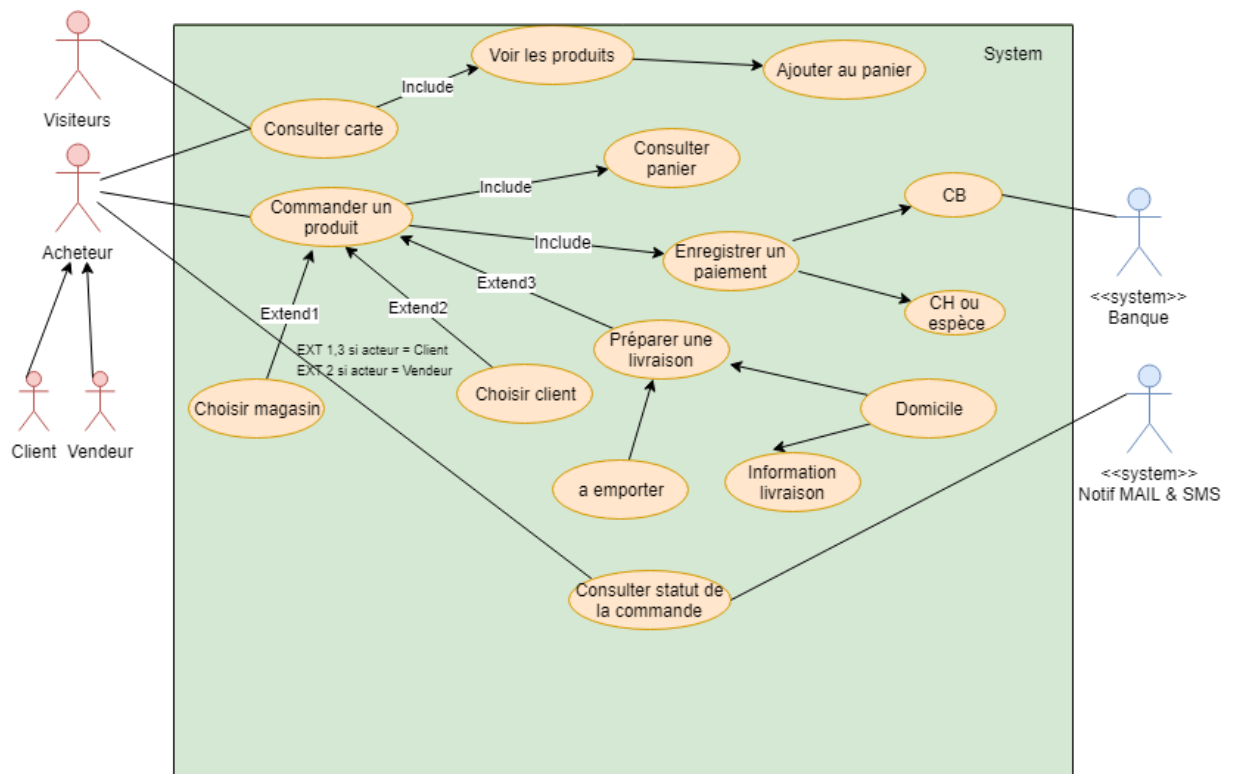 System
Voir les produits
Ajouter au panier
Include
Visiteurs
Consulter carte
Consulter
panier
Include
Commander un
produit
CB
Acheteur
Include
Enregistrer un
paiement
Extend3
<<system>>
Banque
Extend1
Extend2
CH ou
espèce
Préparer une
livraison
EXT 1,3 si acteur = Client
EXT 2 si acteur = Vendeur
Choisir magasin
Choisir client
Domicile
Client
Vendeur
Information
livraison
a emporter
<<system>>
Notif MAIL & SMS
Consulter statut de
la commande